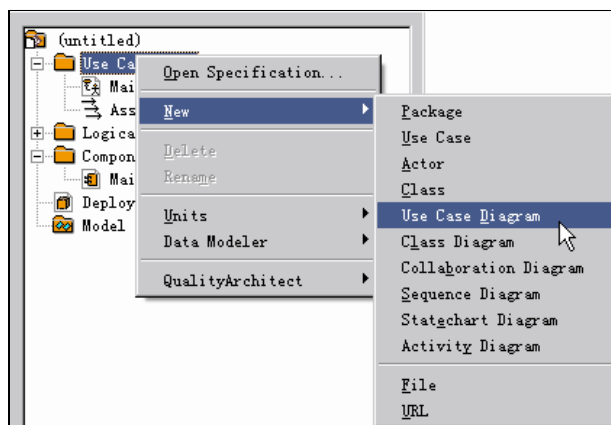 (untitled)
Use Ca
Mai
Ass
Logica
Compon
Mai
Deploy
Model
Open Specification...
New
Delete
Rename
Units
Data Modeler
QualityArchitect
Package
Use Case
Actor
Class
Use Case Diagram
Class Diagram
Collaboration Diagram
Sequence Diagram
Statechart Diagram
Activity Diagram
File
URL